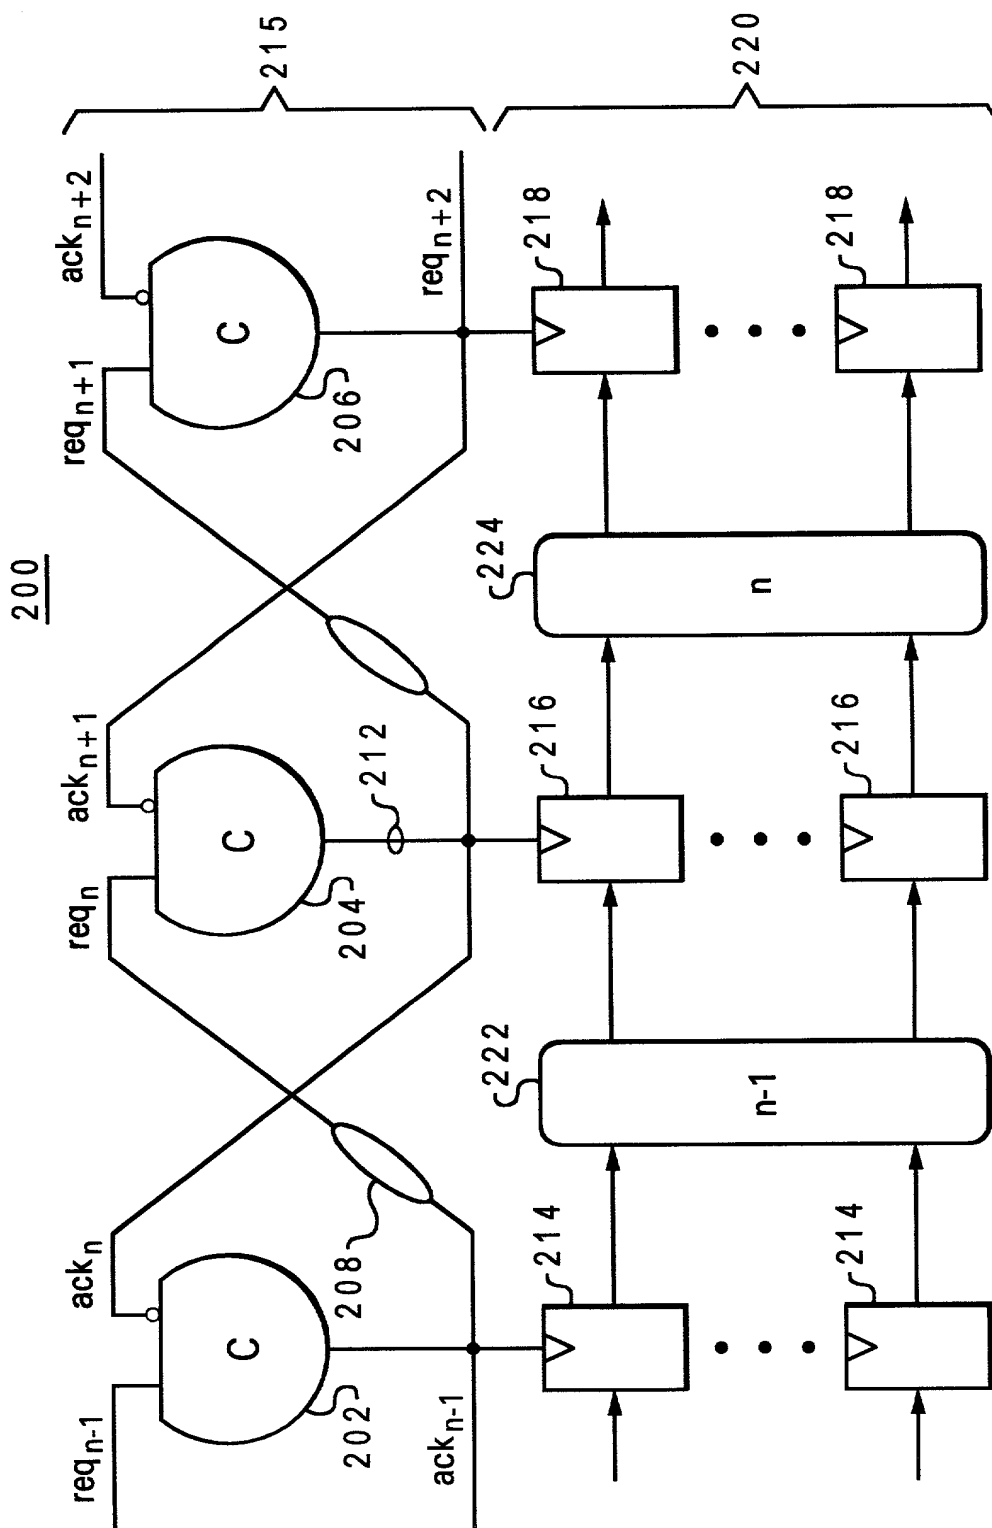 200
req_n-1
ack_n
req_n
ack_n+1
req_n+1
ack_n+2
C
C
C
202
204
206
208
212
215
ack_n-1
req_n+2
214
216
218
222
n-1
224
n
220
214
216
218